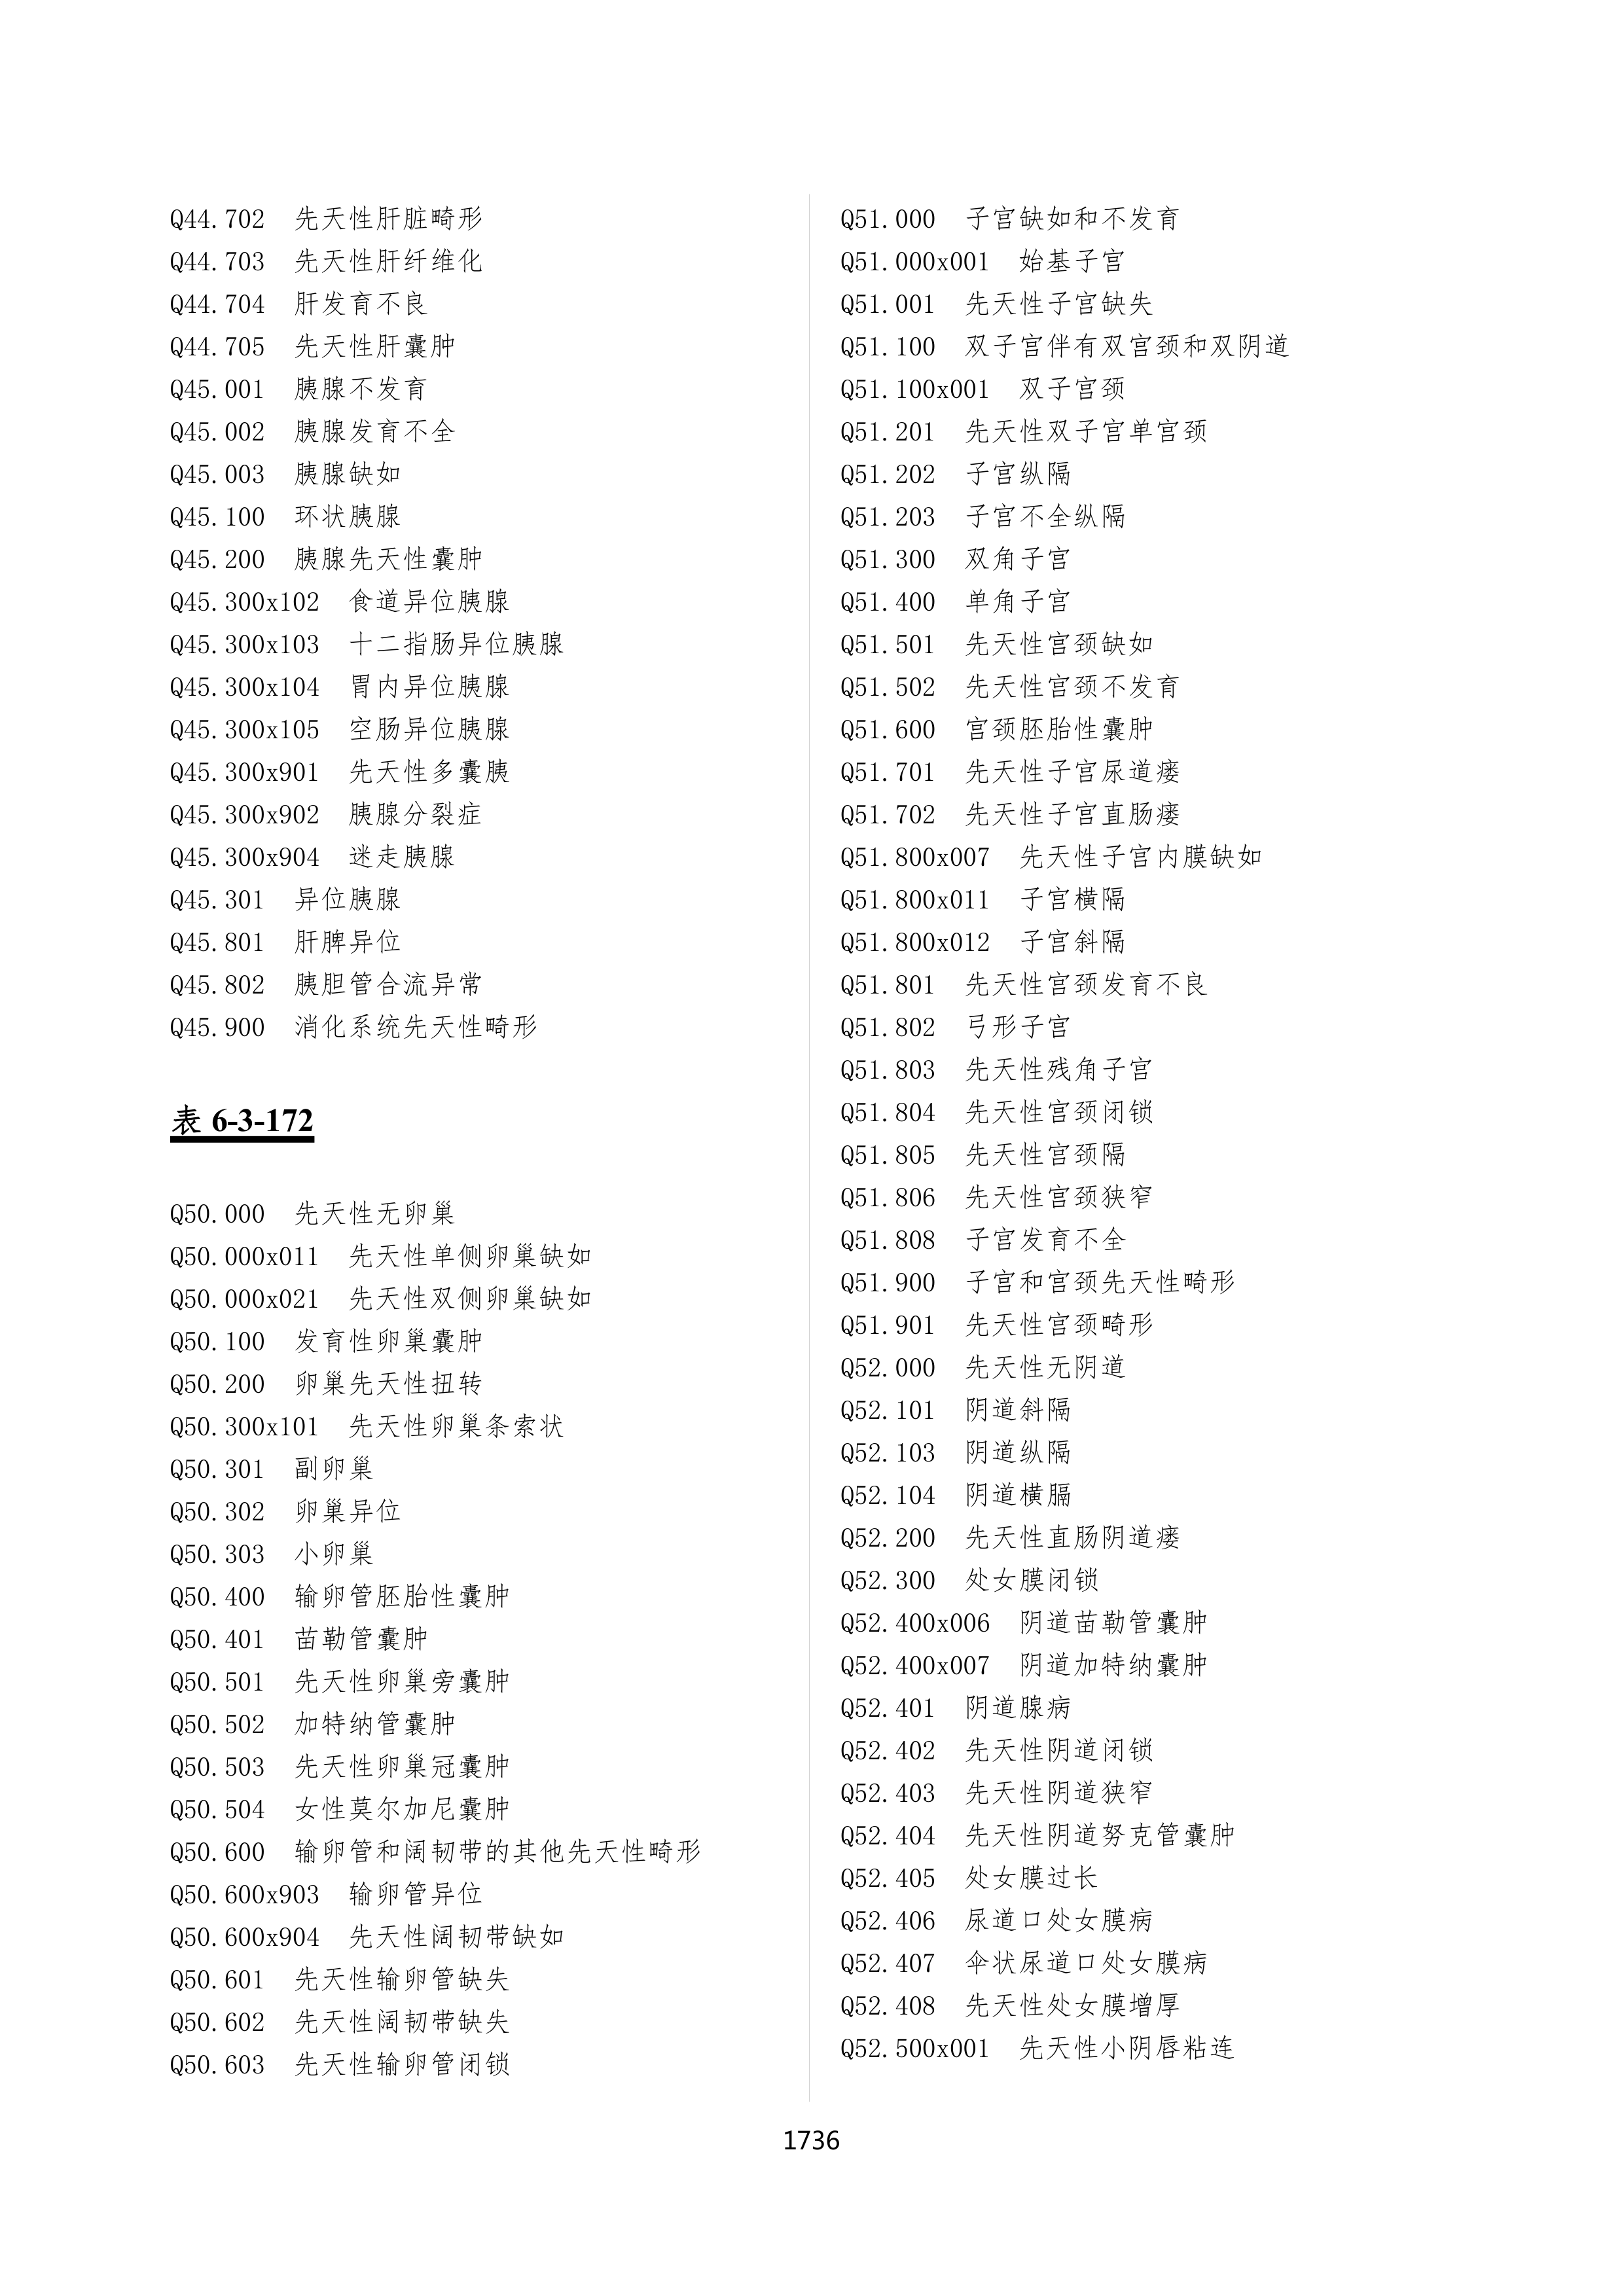 Q44.702 先天性肝脏畸形
Q44.703 先天性肝纤维化
Q44.704 肝发育不良
Q44.705 先天性肝囊肿
Q45.001 胰腺不发育
Q45.002 胰腺发育不全
Q45.003 胰腺缺如
Q45.100 环状胰腺
Q45.200 胰腺先天性囊肿
Q45.300x102 食道异位胰腺
Q45.300x103 十二指肠异位胰腺
Q45.300x104 胃内异位胰腺
Q45.300x105 空肠异位胰腺
Q45.300x901 先天性多囊胰
Q45.300x902 胰腺分裂症
Q45.300x904 迷走胰腺
Q45.301 异位胰腺
Q45.801 肝脾异位
Q45.802 胰胆管合流异常
Q45.900 消化系统先天性畸形
表 6-3-172
Q50.000 先天性无卵巢
Q50.000x011 先天性单侧卵巢缺如
Q50.000x021 先天性双侧卵巢缺如
Q50.100 发育性卵巢囊肿
Q50.200 卵巢先天性扭转
Q50.300x101 先天性卵巢条索状
Q50.301 副卵巢
Q50.302 卵巢异位
Q50.303 小卵巢
Q50.400 输卵管胚胎性囊肿
Q50.401 苗勒管囊肿
Q50.501 先天性卵巢旁囊肿
Q50.502 加特纳管囊肿
Q50.503 先天性卵巢冠囊肿
Q50.504 女性莫尔加尼囊肿
Q50.600 输卵管和阔韧带的其他先天性畸形
Q50.600x903 输卵管异位
Q50.600x904 先天性阔韧带缺如
Q50.601 先天性输卵管缺失
Q50.602 先天性阔韧带缺失
Q50.603 先天性输卵管闭锁
Q51.000 子宫缺如和不发育
Q51.000x001 始基子宫
Q51.001 先天性子宫缺失
Q51.100 双子宫伴有双宫颈和双阴道
Q51.100x001 双子宫颈
Q51.201 先天性双子宫单宫颈
Q51.202 子宫纵隔
Q51.203 子宫不全纵隔
Q51.300 双角子宫
Q51.400 单角子宫
Q51.501 先天性宫颈缺如
Q51.502 先天性宫颈不发育
Q51.600 宫颈胚胎性囊肿
Q51.701 先天性子宫尿道瘘
Q51.702 先天性子宫直肠瘘
Q51.800x007 先天性子宫内膜缺如
Q51.800x011 子宫横隔
Q51.800x012 子宫斜隔
Q51.801 先天性宫颈发育不良
Q51.802 弓形子宫
Q51.803 先天性残角子宫
Q51.804 先天性宫颈闭锁
Q51.805 先天性宫颈隔
Q51.806 先天性宫颈狭窄
Q51.808 子宫发育不全
Q51.900 子宫和宫颈先天性畸形
Q51.901 先天性宫颈畸形
Q52.000 先天性无阴道
Q52.101 阴道斜隔
Q52.103 阴道纵隔
Q52.104 阴道横膈
Q52.200 先天性直肠阴道瘘
Q52.300 处女膜闭锁
Q52.400x006 阴道苗勒管囊肿
Q52.400x007 阴道加特纳囊肿
Q52.401 阴道腺病
Q52.402 先天性阴道闭锁
Q52.403 先天性阴道狭窄
Q52.404 先天性阴道努克管囊肿
Q52.405 处女膜过长
Q52.406 尿道口处女膜病
Q52.407 伞状尿道口处女膜病
Q52.408 先天性处女膜增厚
Q52.500x001 先天性小阴唇粘连
1736